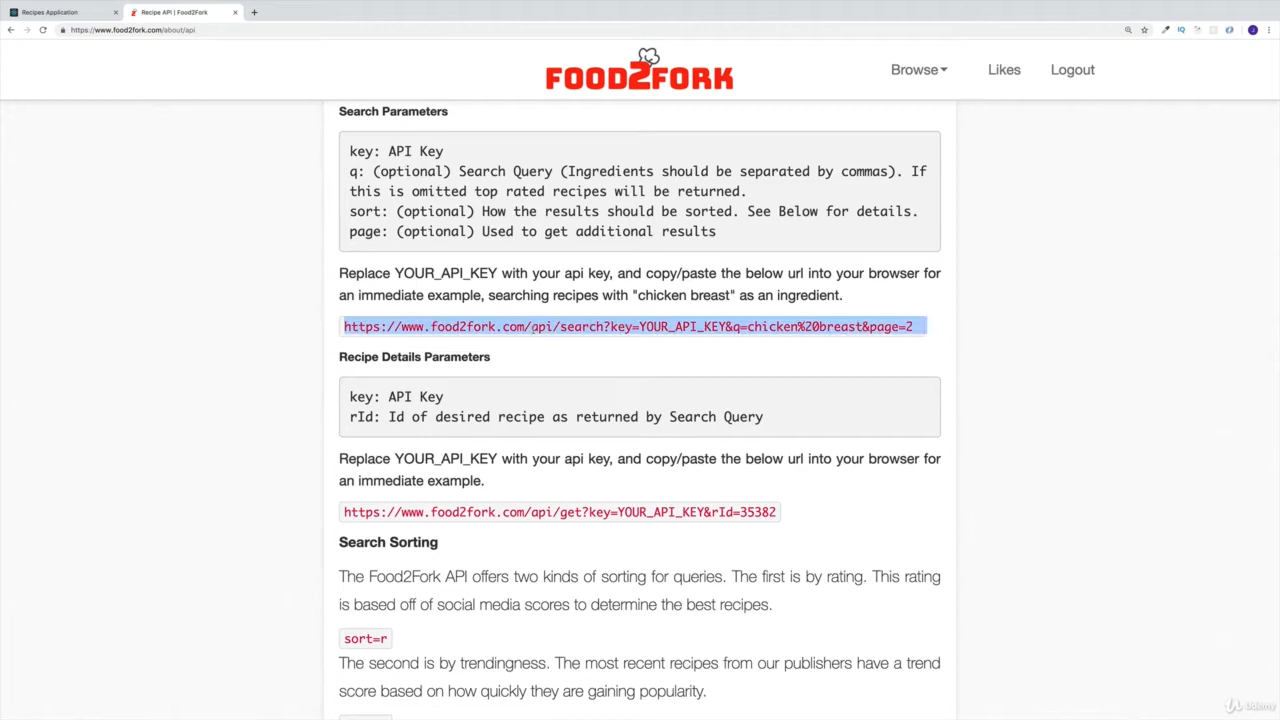 Recipes Application
Recipe API | Food2Fork
https://www.food2fork.com/about/api
FOOD2FORK
Browse
Likes
Logout
Search Parameters
key: API Key
q: (optional) Search Query (Ingredients should be separated by commas). If
this is omitted top rated recipes will be returned.
sort: (optional) How the results should be sorted. See Below for details.
page: (optional) Used to get additional results
Replace YOUR_API_KEY with your api key, and copy/paste the below url into your browser for
an immediate example, searching recipes with "chicken breast" as an ingredient.
https://www.food2fork.com/api/search?key=YOUR_API_KEY&q=chicken%20breast&page=2
Recipe Details Parameters
key: API Key
rId: Id of desired recipe as returned by Search Query
Replace YOUR_API_KEY with your api key, and copy/paste the below url into your browser for
an immediate example.
https://www.food2fork.com/api/get?key=YOUR_API_KEY&rId=35382
Search Sorting
The Food2Fork API offers two kinds of sorting for queries. The first is by rating. This rating
is based off of social media scores to determine the best recipes.
sort=r
The second is by trendingness. The most recent recipes from our publishers have a trend
score based on how quickly they are gaining popularity.
Udemy